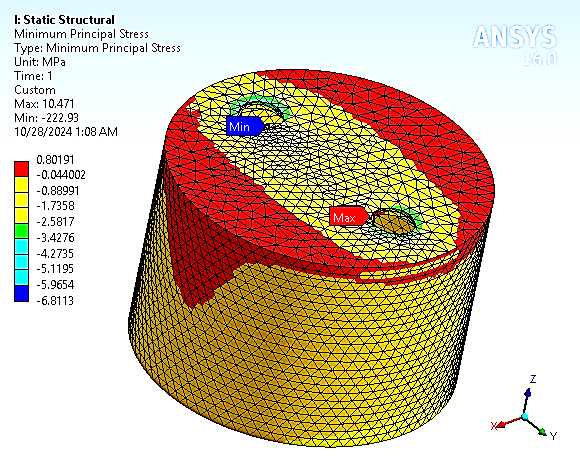 I: Static Structural
Minimum Principal Stress
Type: Minimum Principal Stress
Unit: MPa
Time: 1
Custom
Max: 10.471
Min: -222.93
10/28/2024 1:08 AM
ANSYS
16.0
0.80191
-0.044002
-0.88991
-1.7358
-2.5817
-3.4276
-4.2735
-5.1195
-5.9654
-6.8113
Min
Max
Z
X
Y